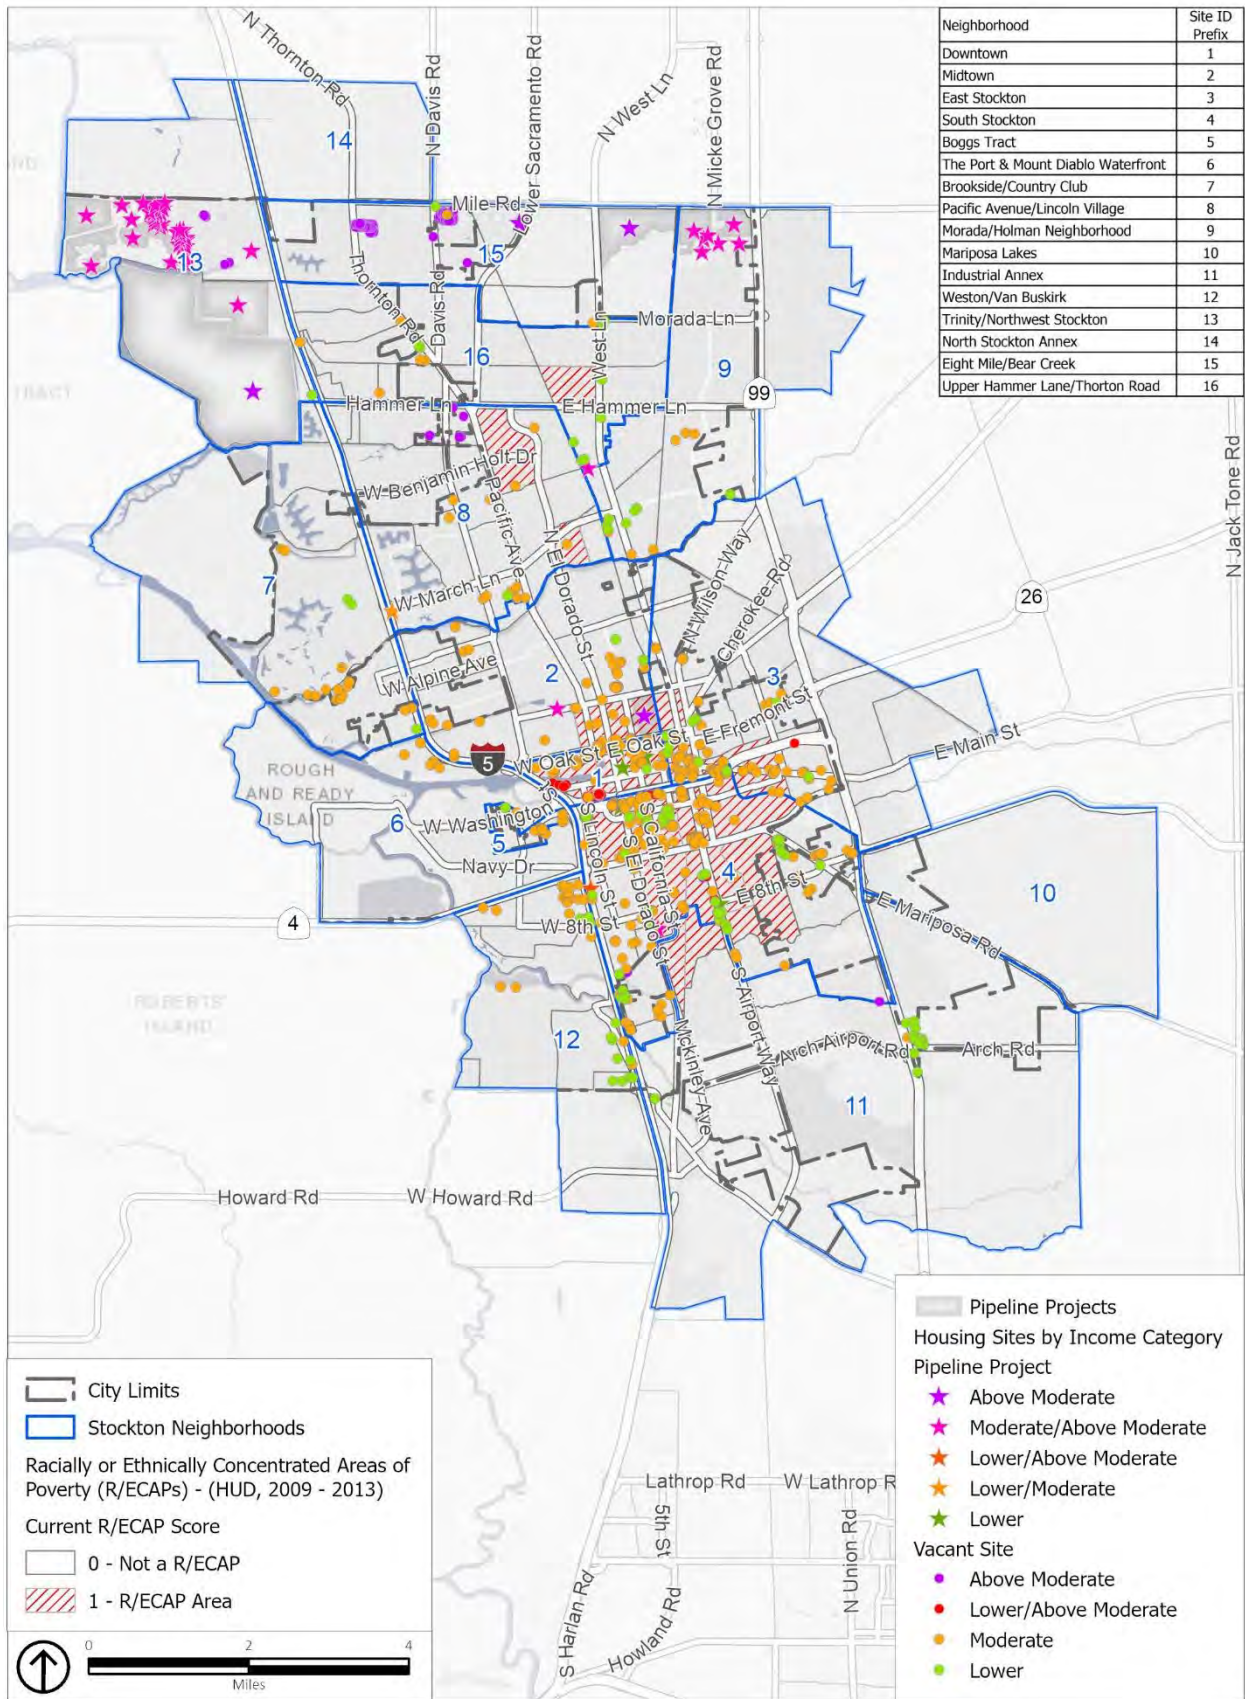 Neighborhood Site ID Prefix
Downtown 1
Midtown 2
East Stockton 3
South Stockton 4
Boggs Tract 5
The Port & Mount Diablo Waterfront 6
Brookside/Country Club 7
Pacific Avenue/Lincoln Village 8
Morada/Holman Neighborhood 9
Mariposa Lakes 10
Industrial Annex 11
Weston/Van Buskirk 12
Trinity/Northwest Stockton 13
North Stockton Annex 14
Eight Mile/Bear Creek 15
Upper Hammer Lane/Thorton Road 16
N Thornton Rd
N Davis Rd
Lower Sacramento Rd
N West Ln
N Micke Grove Rd
14
Mile Rd
13
15
Thornton Rd
Davis Rd
West Ln
Morada Ln
16
9
TRACT
Hammer Ln
E Hammer Ln
99
W Benjamin Holt Dr
8
Pacific Ave
N El Dorado St
N Wilson Way
Cherokee Rd
N Jack Tone Rd
7
W March Ln
26
W Alpine Ave
2
3
E Fremont St
E Main St
W Oak St
E Oak St
5
1
ROUGH
AND READY
ISLAND
6
W Washington St
5
Navy Dr
S Lincoln St
S California St
S El Dorado St
4
E 8th St
10
4
W 8th St
E Mariposa Rd
ROBERTS
ISLAND
S Airport Way
12
Mckinley Ave
Arch Airport Rd
Arch Rd
11
Howard Rd
W Howard Rd
Lathrop Rd
W Lathrop R
5th St
N Union Rd
S Harlan Rd
Howland Rd
City Limits
Stockton Neighborhoods
Racially or Ethnically Concentrated Areas of
Poverty (R/ECAPs) - (HUD, 2009 - 2013)
Current R/ECAP Score
0 - Not a R/ECAP
1 - R/ECAP Area
0 2 4
Miles
Pipeline Projects
Housing Sites by Income Category
Pipeline Project
Above Moderate
Moderate/Above Moderate
Lower/Above Moderate
Lower/Moderate
Lower
Vacant Site
Above Moderate
Lower/Above Moderate
Moderate
Lower